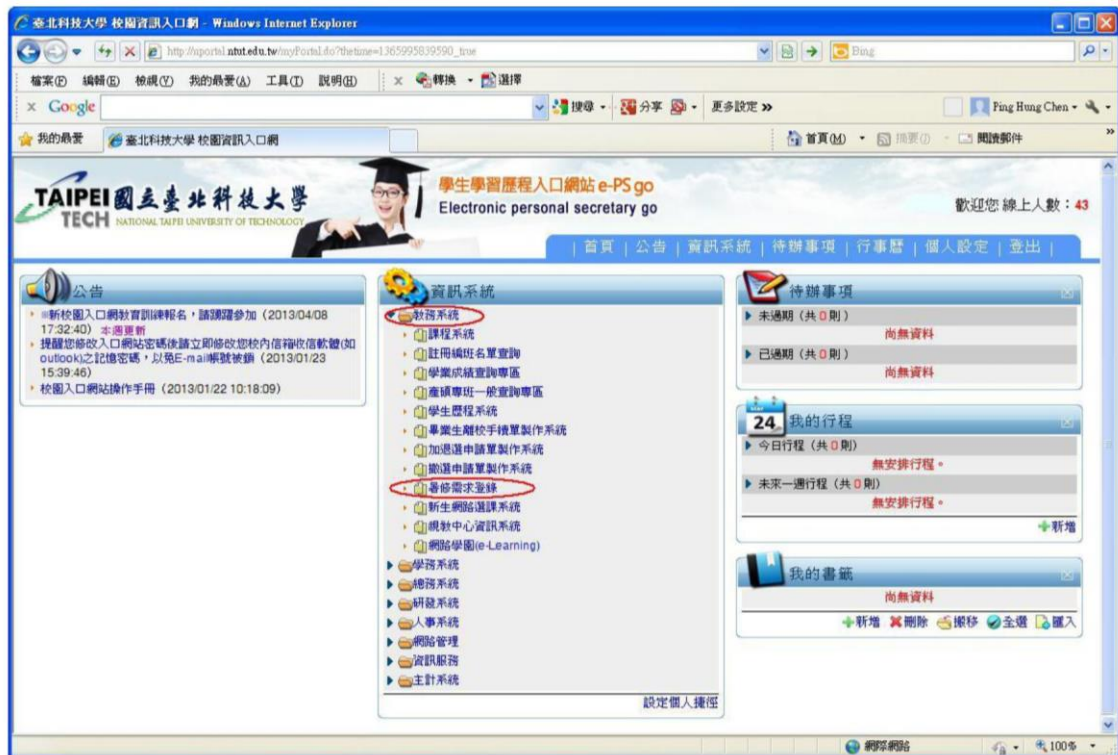 臺北科技大學 校園資訊入口網 - Windows Internet Explorer
http://nportal.ntut.edu.tw/myPortal.do?thetime=1365995839590_true
Bing
檔案(F) 編輯(E) 檢視(V) 我的最愛(A) 工具(T) 說明(H) x 轉換 選擇
x Google 搜尋 分享 更多設定 » Ping Hung Chen
我的最愛 臺北科技大學 校園資訊入口網 首頁(M) 摘要(J) 閱讀郵件 »
TAIPEI TECH 國立臺北科技大學
NATIONAL TAIPEI UNIVERSITY OF TECHNOLOGY
學生學習歷程入口網站 e-PS go
Electronic personal secretary go
歡迎您 線上人數：43
| 首頁 | 公告 | 資訊系統 | 待辦事項 | 行事曆 | 個人設定 | 登出 |
公告
※新校園入口網教育訓練報名，請踴躍參加（2013/04/08
17:32:40） 本週更新
提醒您修改入口網站密碼後請立即修改您校內信箱收信軟體(如
outlook)之記憶密碼，以免E-mail帳號被鎖（2013/01/23
15:39:46）
校園入口網站操作手冊（2013/01/22 10:18:09）
資訊系統
教務系統
課程系統
註冊編班名單查詢
學業成績查詢專區
產碩專班一般查詢專區
學生歷程系統
畢業生離校手續單製作系統
加退選申請單製作系統
撤選申請單製作系統
暑修需求登錄
新生網路選課系統
視教中心資訊系統
網路學園(e-Learning)
學務系統
總務系統
研發系統
人事系統
網路管理
資訊服務
主計系統
設定個人捷徑
待辦事項
未過期（共 0 則）
尚無資料
已過期（共 0 則）
尚無資料
24 我的行程
今日行程（共 0 則）
無安排行程。
未來一週行程（共 0 則）
無安排行程。
新增
我的書籤
尚無資料
新增 刪除 搬移 全選 匯入
網際網路 100%